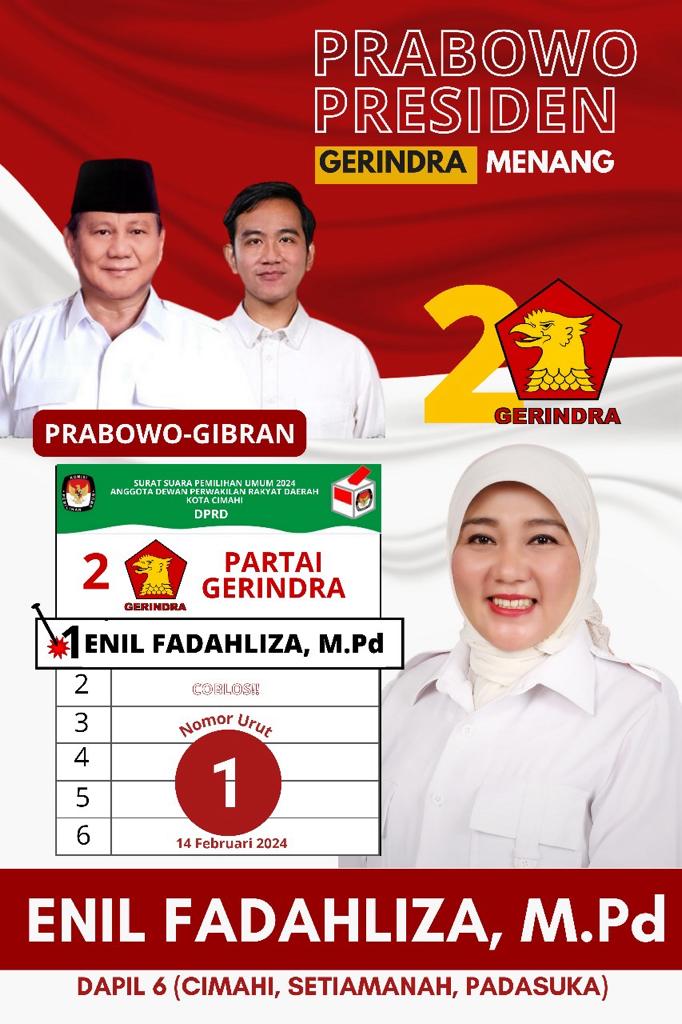 PRABOWO
PRESIDEN
GERINDRA MENANG
2
GERINDRA
PRABOWO-GIBRAN
SURAT SUARA PEMILIHAN UMUM 2024
ANGGOTA DEWAN PERWAKILAN RAKYAT DAERAH
KOTA CIMAHI
DPRD
2
GERINDRA
PARTAI
GERINDRA
1 ENIL FADAHLIZA, M.Pd
2
COBLOS!!
3
Nomor Urut
4
1
5
6
14 Februari 2024
ENIL FADAHLIZA, M.Pd
DAPIL 6 (CIMAHI, SETIAMANAH, PADASUKA)